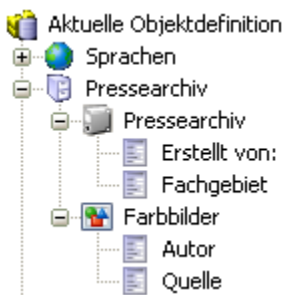 Aktuelle Objektdefinition
Sprachen
Pressearchiv
Pressearchiv
Erstellt von:
Fachgebiet
Farbbilder
Autor
Quelle